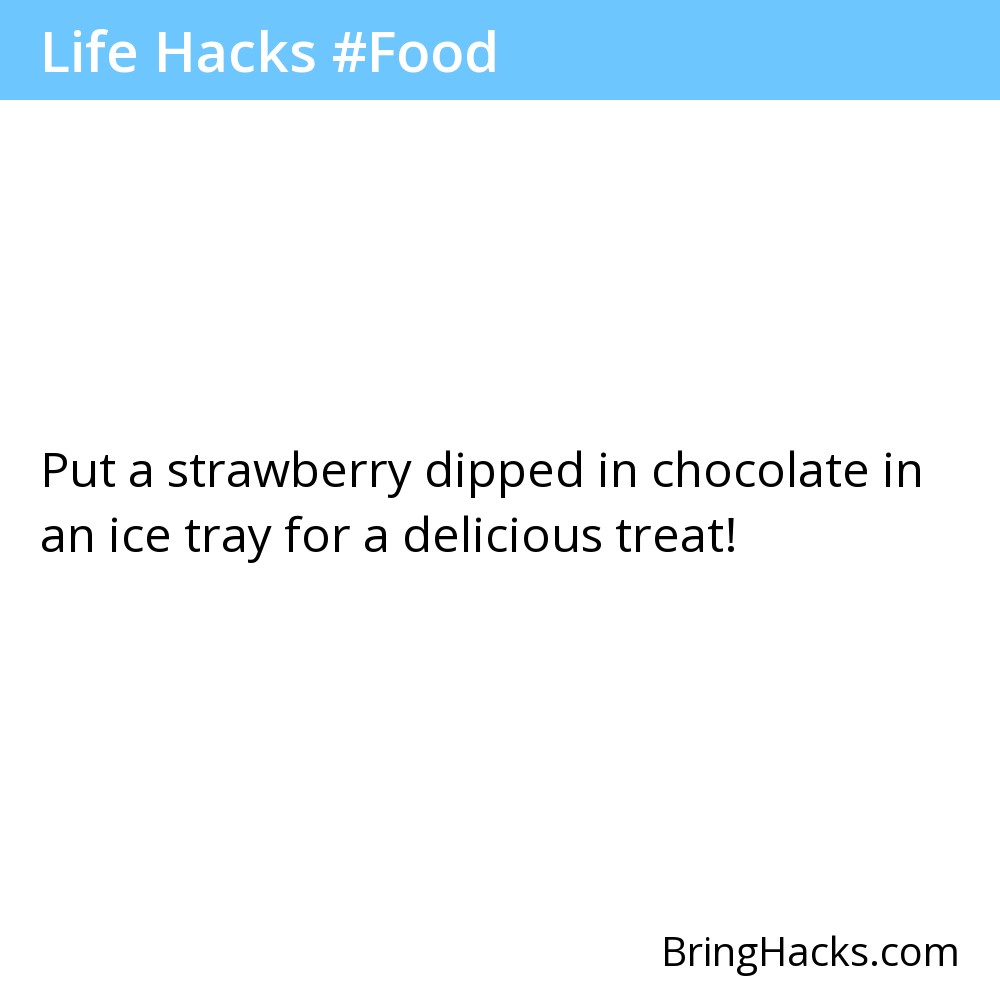 Life Hacks #Food
Put a strawberry dipped in chocolate in
an ice tray for a delicious treat!
BringHacks.com